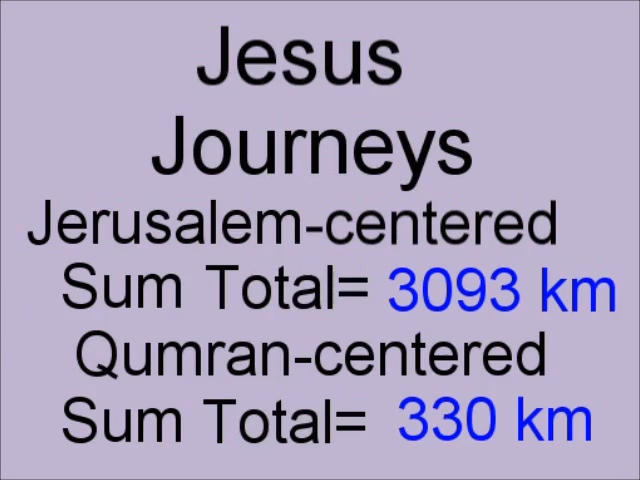 Jesus
Journeys
Jerusalem-centered
Sum Total= 3093 km
Qumran-centered
Sum Total= 330 km